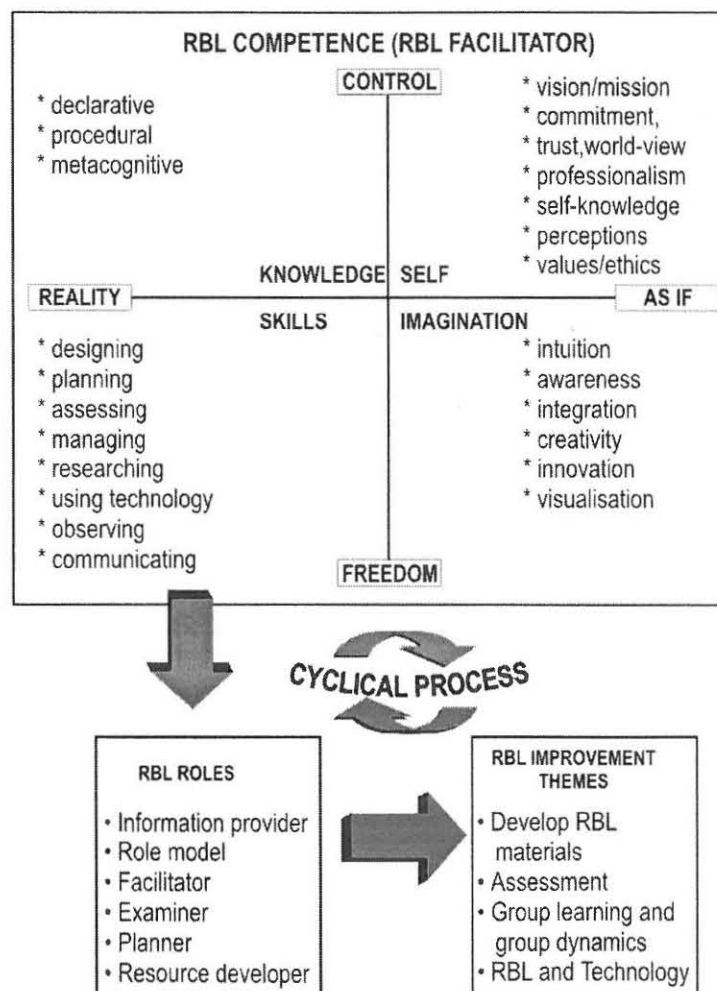 RBL COMPETENCE (RBL FACILITATOR)
CONTROL
* declarative
* procedural
* metacognitive
* vision/mission
* commitment,
* trust,world-view
* professionalism
* self-knowledge
* perceptions
* values/ethics
KNOWLEDGE SELF
REALITY
AS IF
SKILLS
IMAGINATION
* designing
* planning
* assessing
* managing
* researching
* using technology
* observing
* communicating
* intuition
* awareness
* integration
* creativity
* innovation
* visualisation
FREEDOM
CYCLICAL PROCESS
RBL ROLES
• Information provider
• Role model
• Facilitator
• Examiner
• Planner
• Resource developer
RBL IMPROVEMENT
THEMES
• Develop RBL
materials
• Assessment
• Group learning and
group dynamics
• RBL and Technology